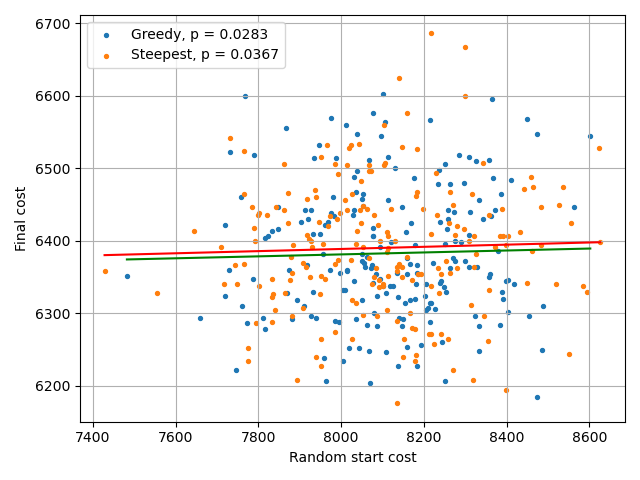 Greedy, p = 0.0283
Steepest, p = 0.0367
6700
6600
6500
6400
6300
6200
Final cost
7400 7600 7800 8000 8200 8400 8600
Random start cost